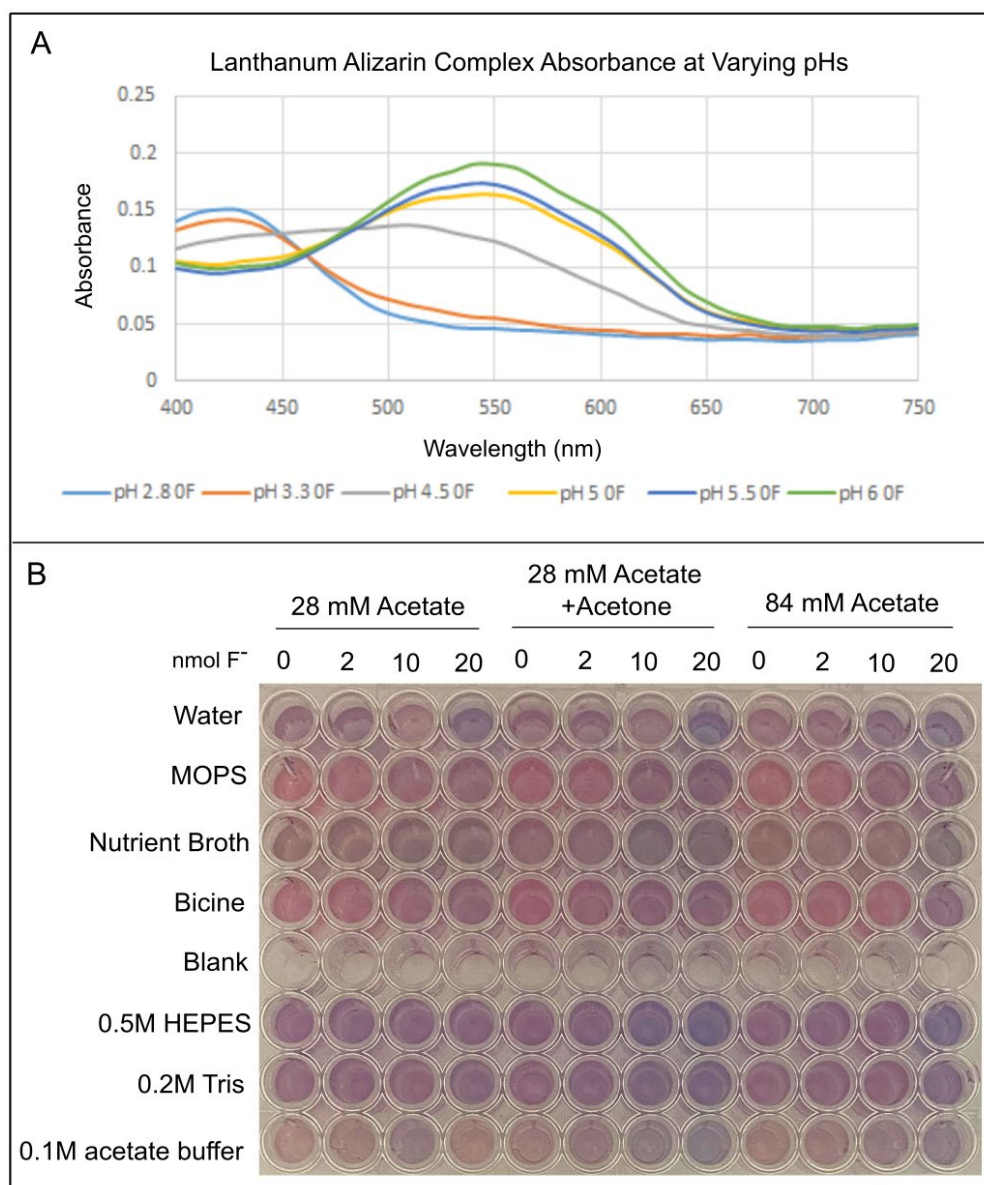 A
Lanthanum Alizarin Complex Absorbance at Varying pHs
0.25
0.2
0.15
0.1
0.05
0
Absorbance
400 450 500 550 600 650 700 750
Wavelength (nm)
pH 2.8 0F pH 3.3 0F pH 4.5 0F pH 5 0F pH 5.5 0F pH 6 0F
B
28 mM Acetate
28 mM Acetate
+Acetone
84 mM Acetate
nmol F⁻ 0 2 10 20 0 2 10 20 0 2 10 20
Water
MOPS
Nutrient Broth
Bicine
Blank
0.5M HEPES
0.2M Tris
0.1M acetate buffer